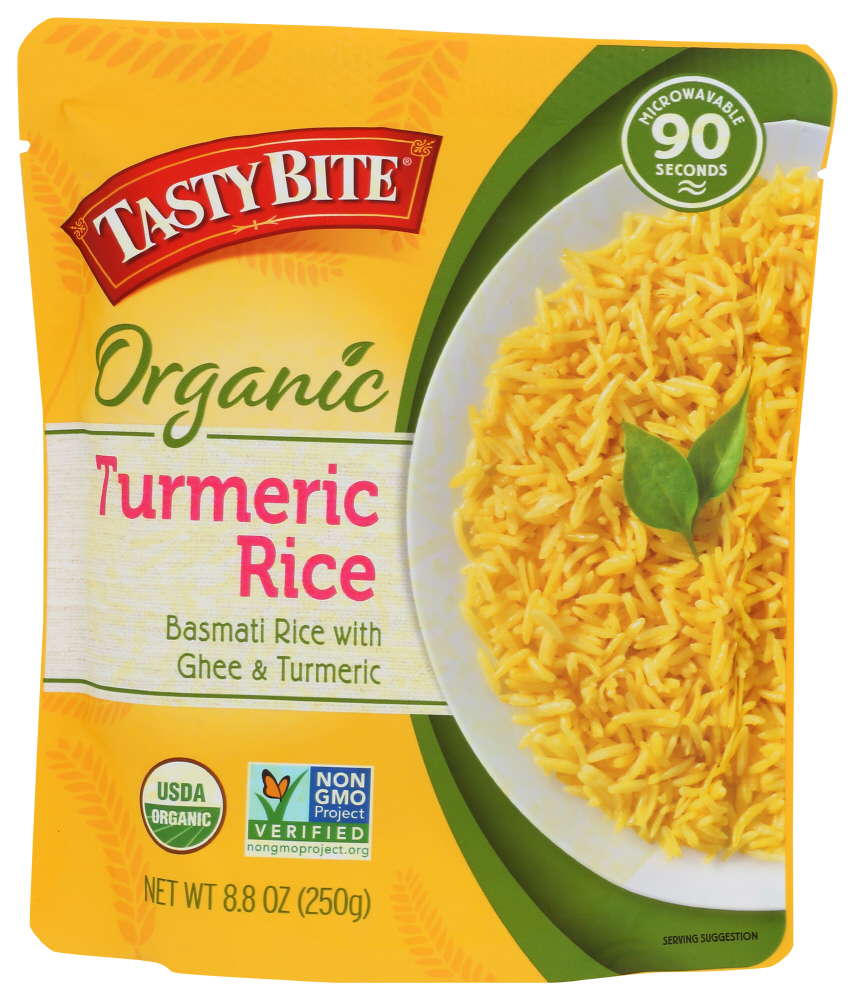 MICROWAVABLE
90
SECONDS
TASTY BITE®
Organic
Turmeric
Rice
Basmati Rice with
Ghee & Turmeric
USDA
ORGANIC
NON
GMO
Project
VERIFIED
nongmoproject.org
NET WT 8.8 OZ (250g)
SERVING SUGGESTION